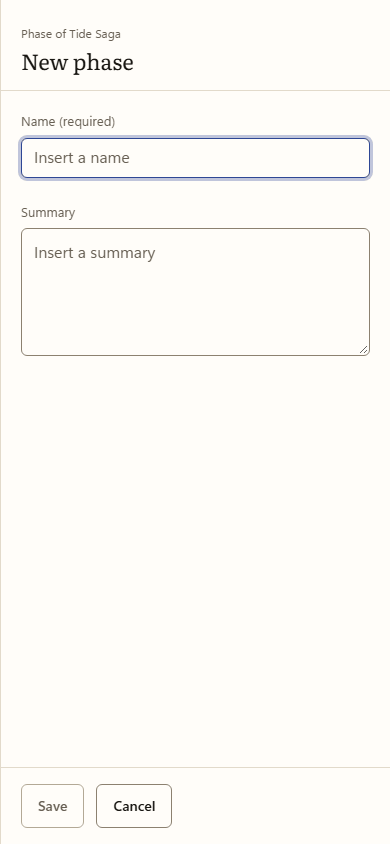 Phase of Tide Saga
New phase
Name (required)
Insert a name
Summary
Insert a summary
Save
Cancel